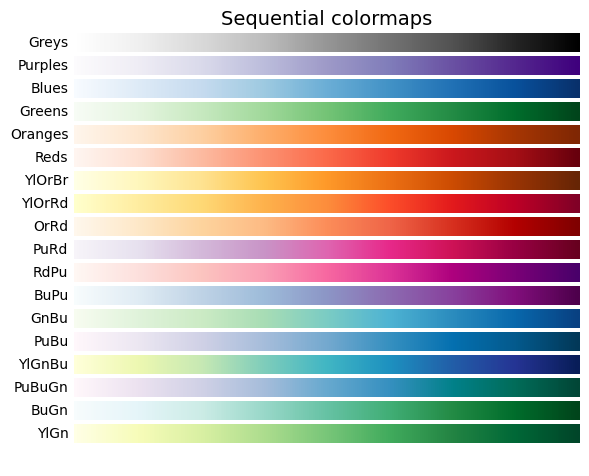 Sequential colormaps
Greys
Purples
Blues
Greens
Oranges
Reds
YlOrBr
YlOrRd
OrRd
PuRd
RdPu
BuPu
GnBu
PuBu
YlGnBu
PuBuGn
BuGn
YlGn